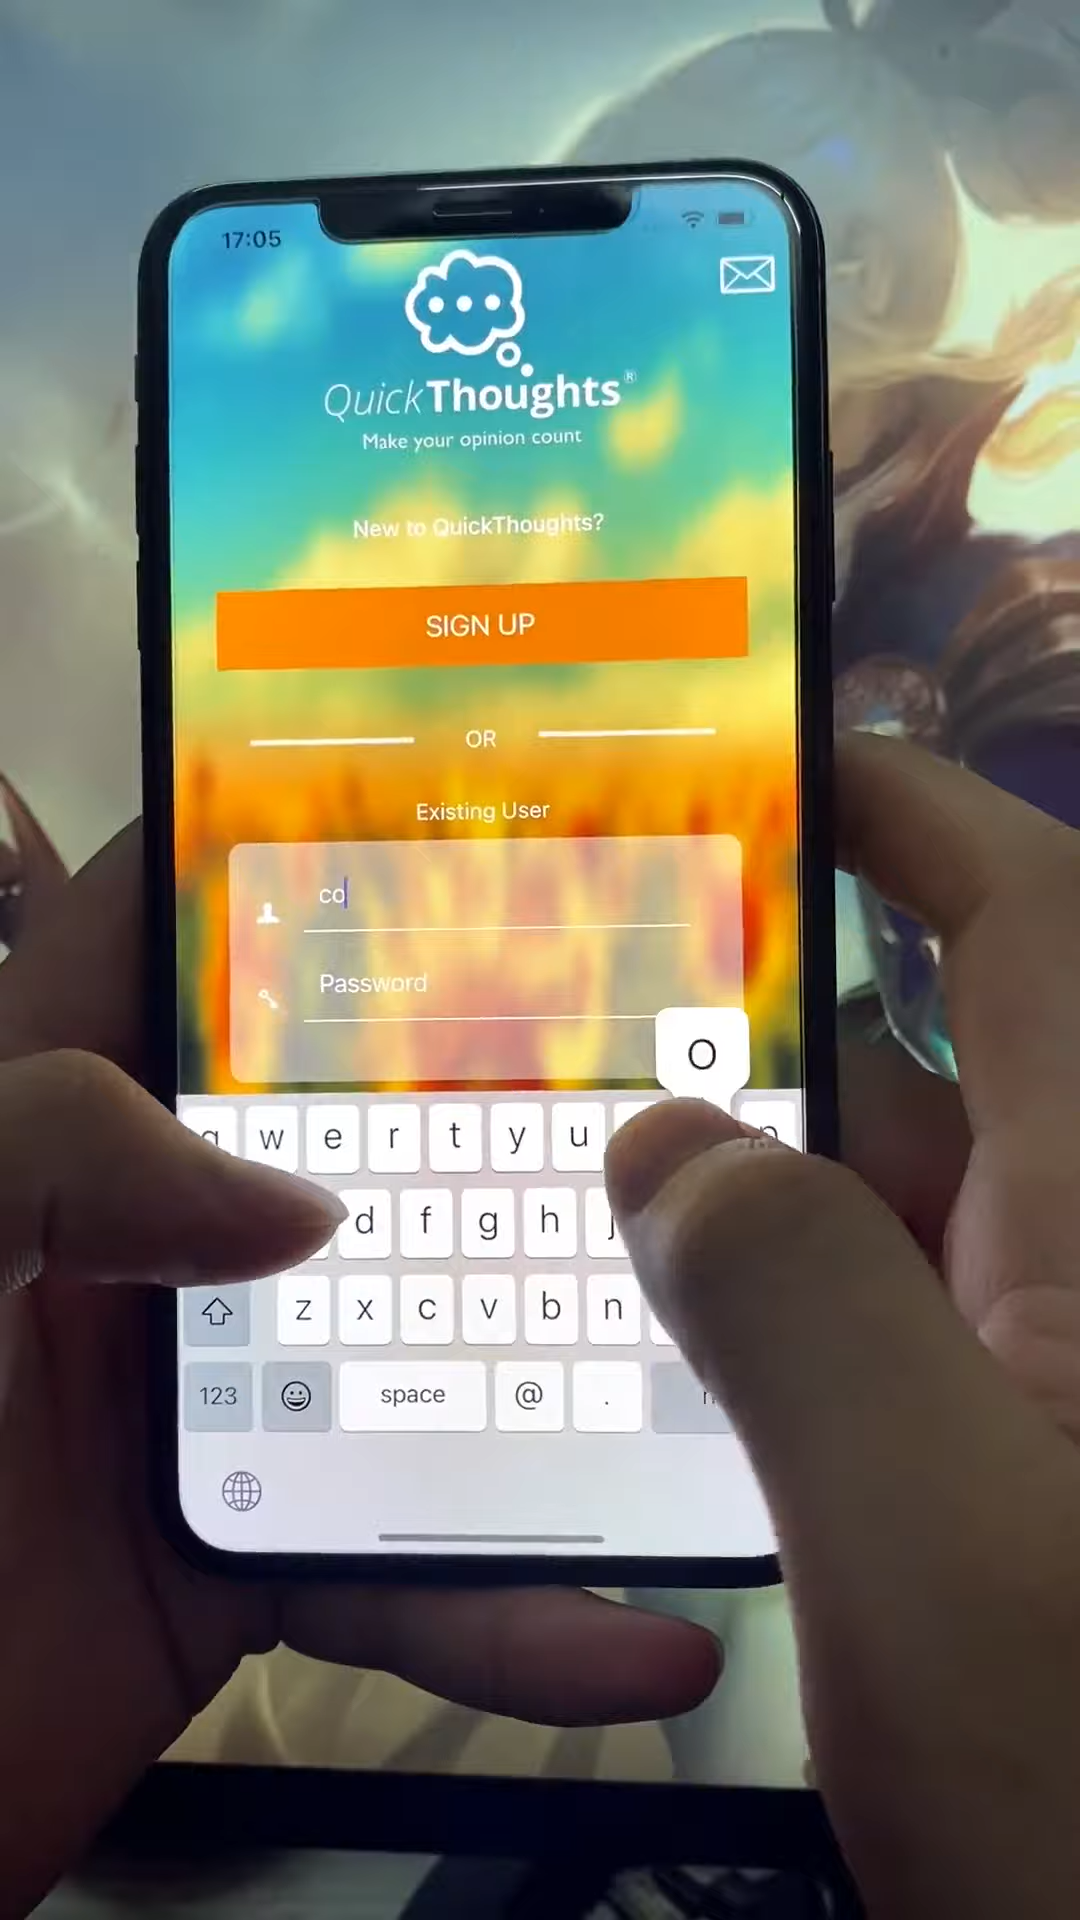 17:05
QuickThoughts®
Make your opinion count
New to QuickThoughts?
SIGN UP
OR
Existing User
co
Password
O
q w e r t y u p
d f g h j
z x c v b n
123 space @ .